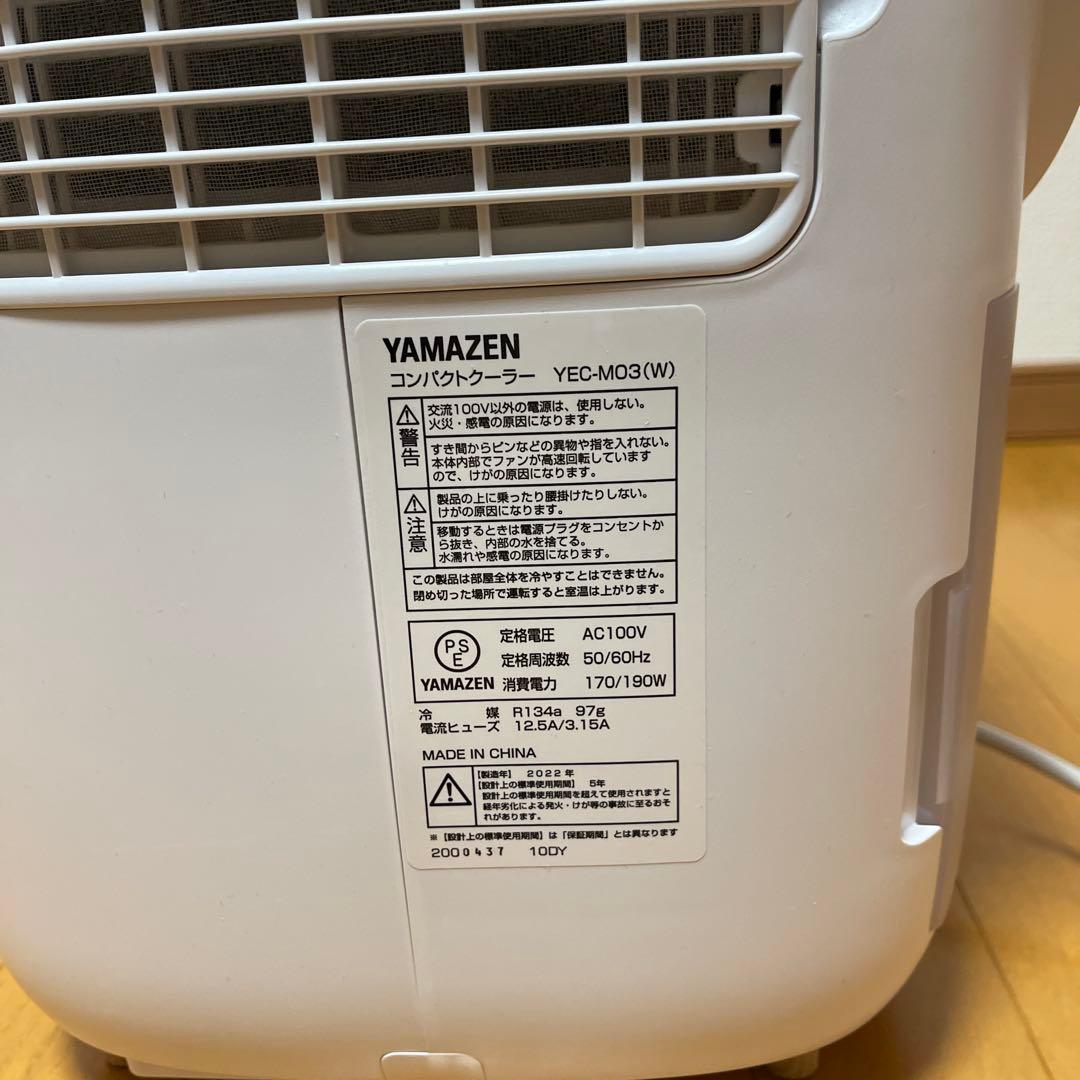 YAMAZEN
コンパクトクーラー YEC-M03(W)
警告
交流100V以外の電源は、使用しない。
火災・感電の原因になります。
すき間からピンなどの異物や指を入れない。
本体内部でファンが高速回転しています
ので、けがの原因になります。
注意
製品の上に乗ったり腰掛けたりしない。
けがの原因になります。
移動するときは電源プラグをコンセントか
ら抜き、内部の水を捨てる。
水濡れや感電の原因になります。
この製品は部屋全体を冷やすことはできません。
閉め切った場所で運転すると室温は上がります。
PSE
YAMAZEN
定格電圧 AC100V
定格周波数 50/60Hz
消費電力 170/190W
冷媒 R134a 97g
電流ヒューズ 12.5A/3.15A
MADE IN CHINA
【製造年】 2022年
【設計上の標準使用期間】 5年
設計上の標準使用期間を超えて使用されますと
経年劣化による発火・けが等の事故に至るおそ
れがあります。
※【設計上の標準使用期間】は「保証期間」とは異なります
2000437 10DY